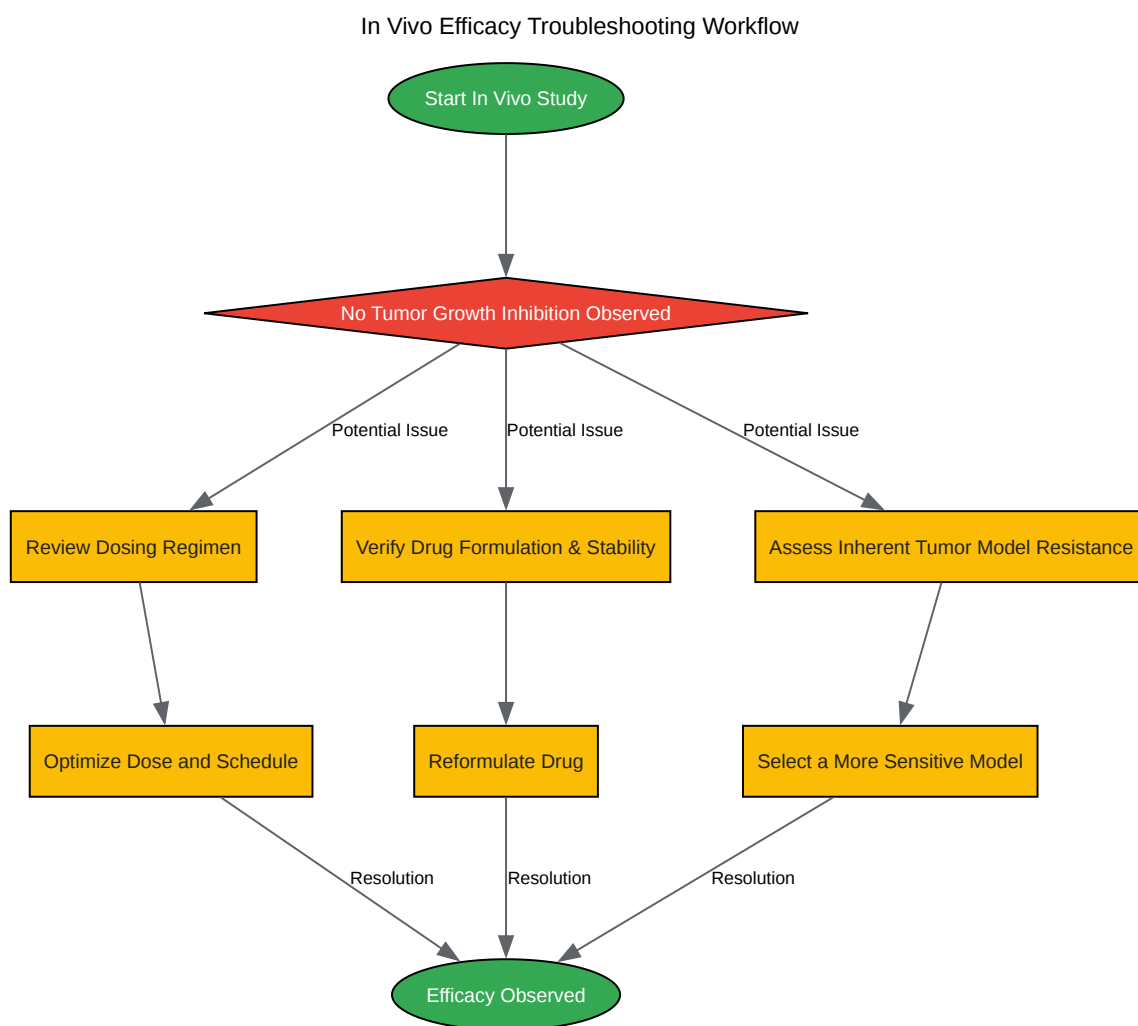 In Vivo Efficacy Troubleshooting Workflow
Start In Vivo Study
No Tumor Growth Inhibition Observed
Potential Issue
Potential Issue
Potential Issue
Review Dosing Regimen
Verify Drug Formulation & Stability
Assess Inherent Tumor Model Resistance
Optimize Dose and Schedule
Reformulate Drug
Select a More Sensitive Model
Resolution
Resolution
Resolution
Efficacy Observed